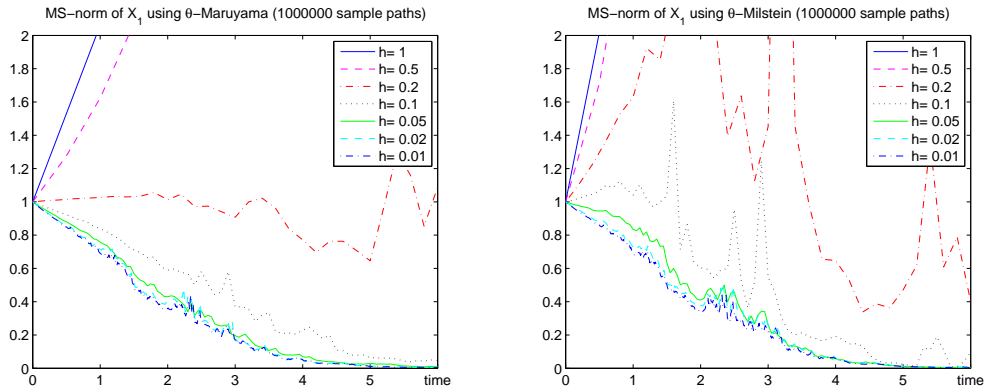 MS-norm of X1 using θ-Maruyama (1000000 sample paths)
2
1.8
1.6
1.4
1.2
1
0.8
0.6
0.4
0.2
0
h= 1
h= 0.5
h= 0.2
h= 0.1
h= 0.05
h= 0.02
h= 0.01
0 1 2 3 4 5 time
MS-norm of X1 using θ-Milstein (1000000 sample paths)
2
1.8
1.6
1.4
1.2
1
0.8
0.6
0.4
0.2
0
h= 1
h= 0.5
h= 0.2
h= 0.1
h= 0.05
h= 0.02
h= 0.01
0 1 2 3 4 5 time